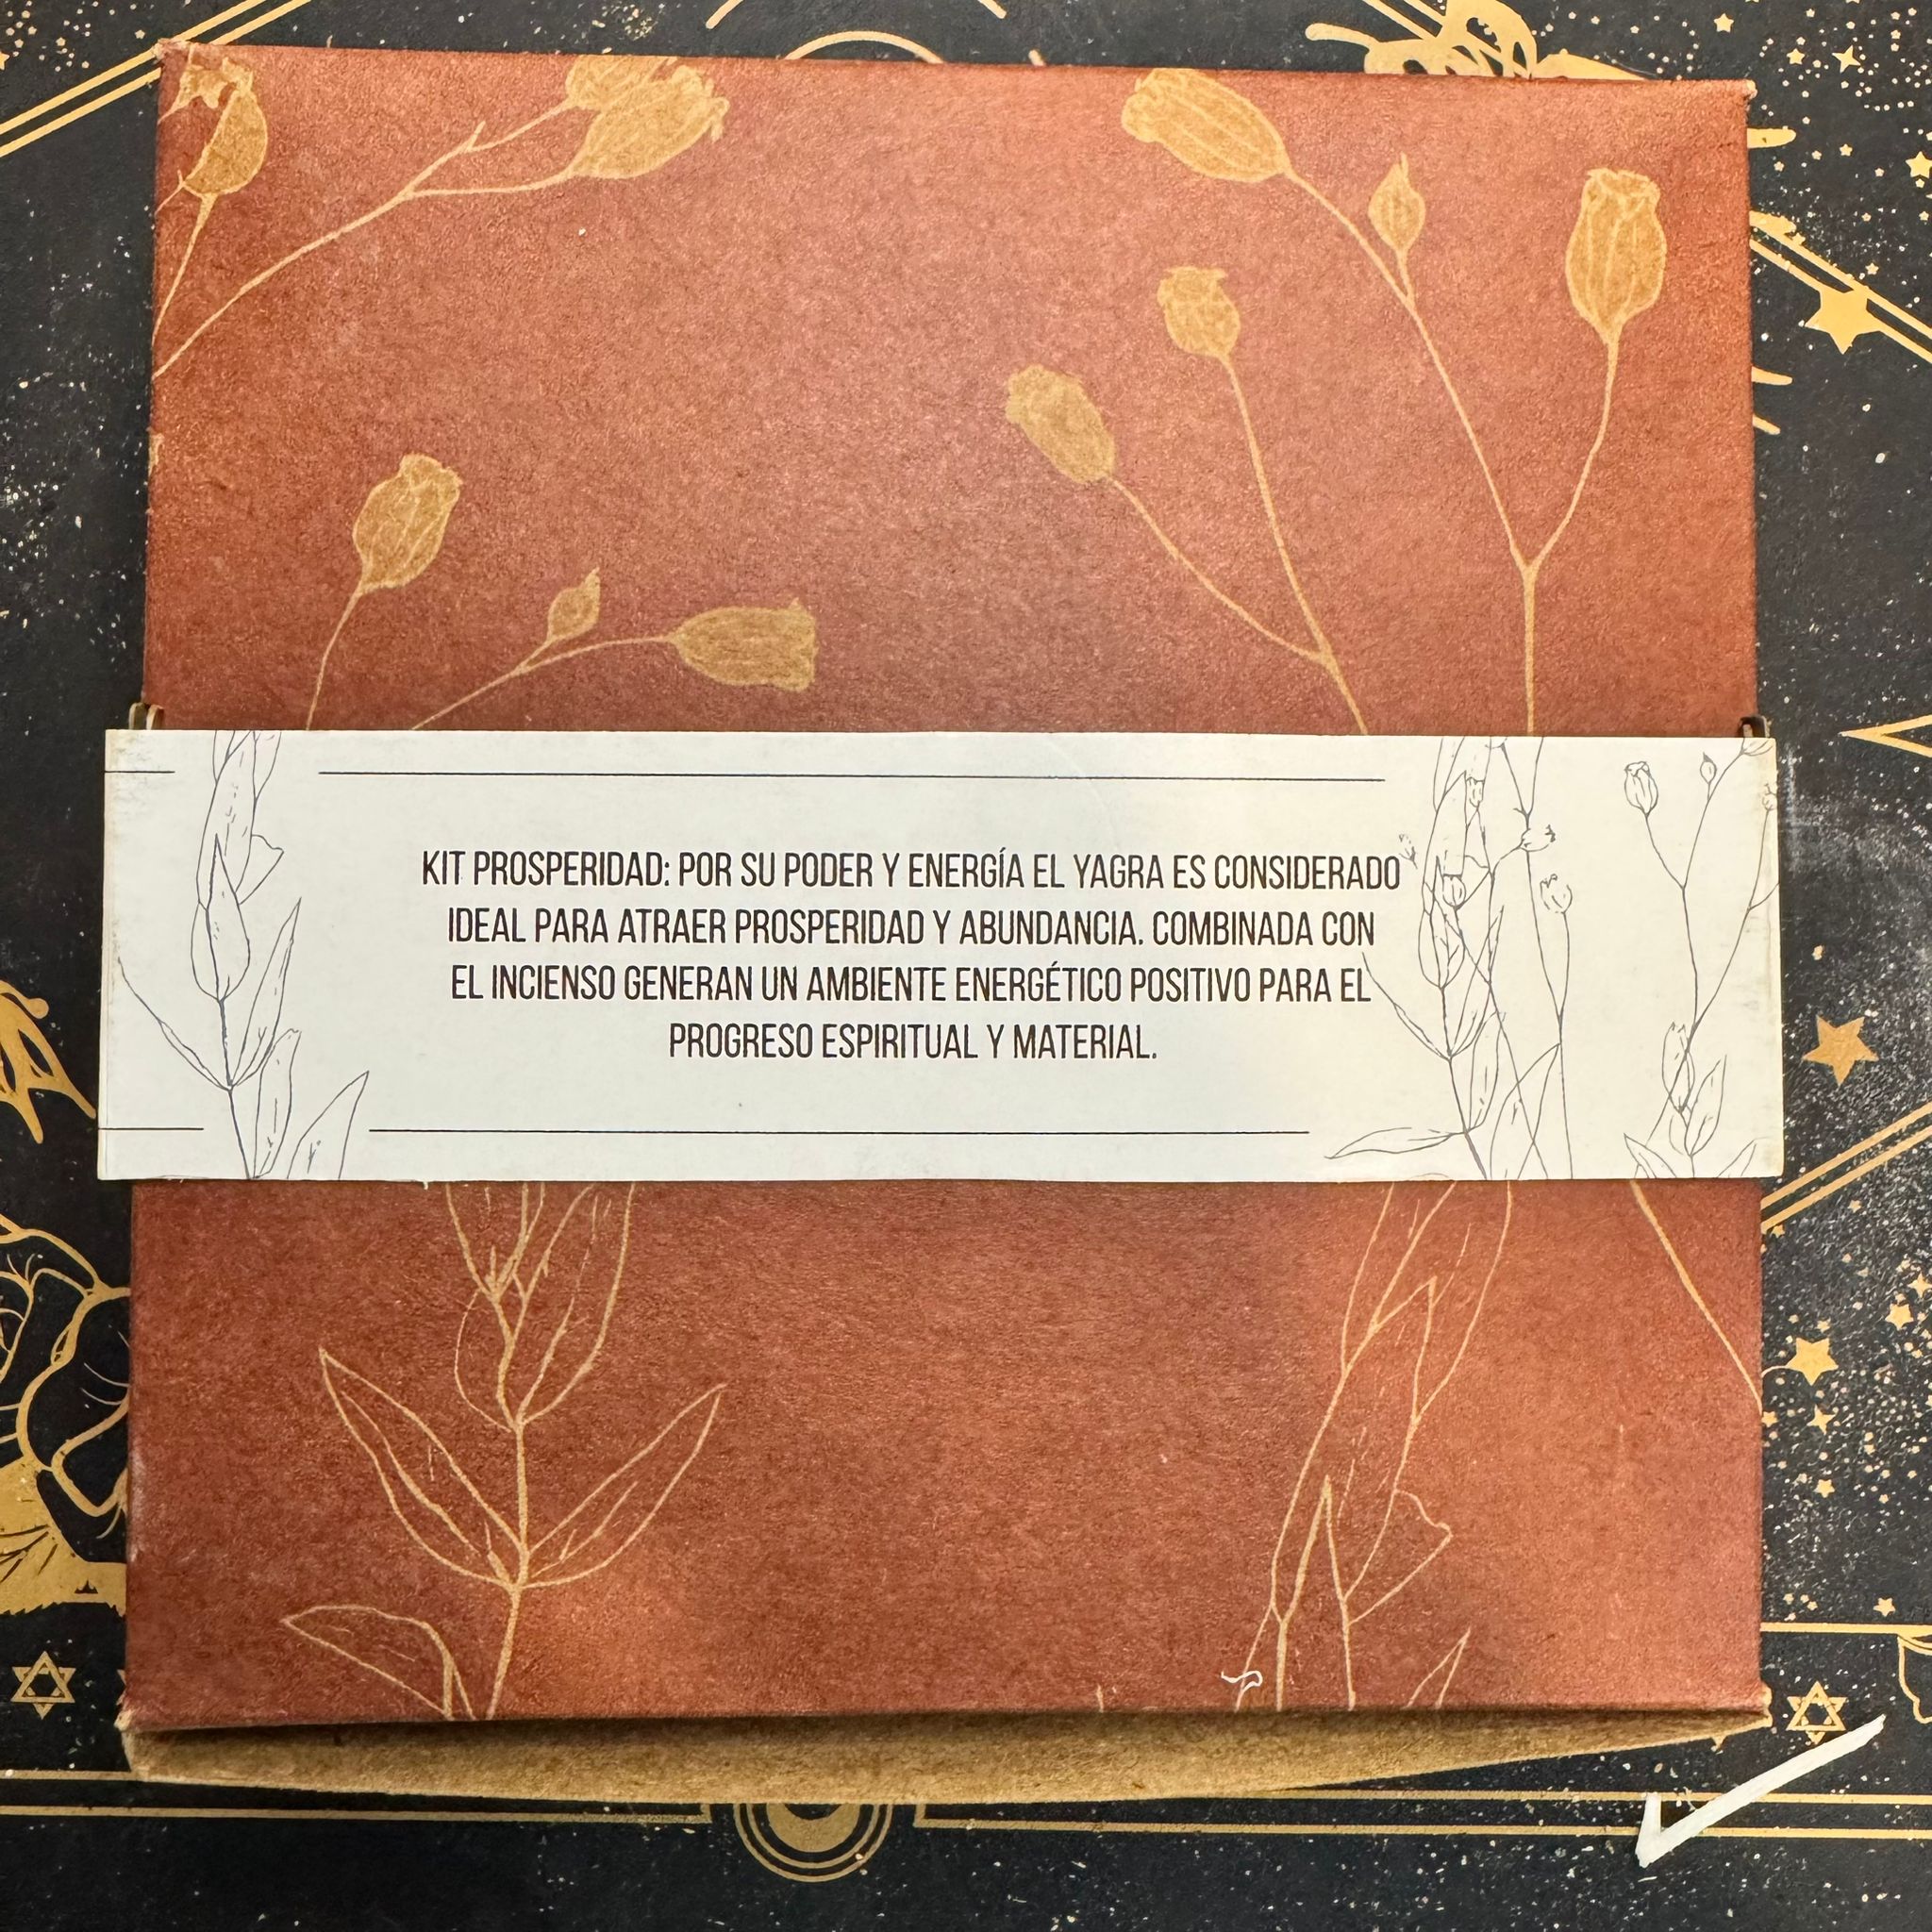 KIT PROSPERIDAD: POR SU PODER Y ENERGÍA EL YAGRA ES CONSIDERADO
IDEAL PARA ATRAER PROSPERIDAD Y ABUNDANCIA. COMBINADA CON
EL INCIENSO GENERAN UN AMBIENTE ENERGÉTICO POSITIVO PARA EL
PROGRESO ESPIRITUAL Y MATERIAL.